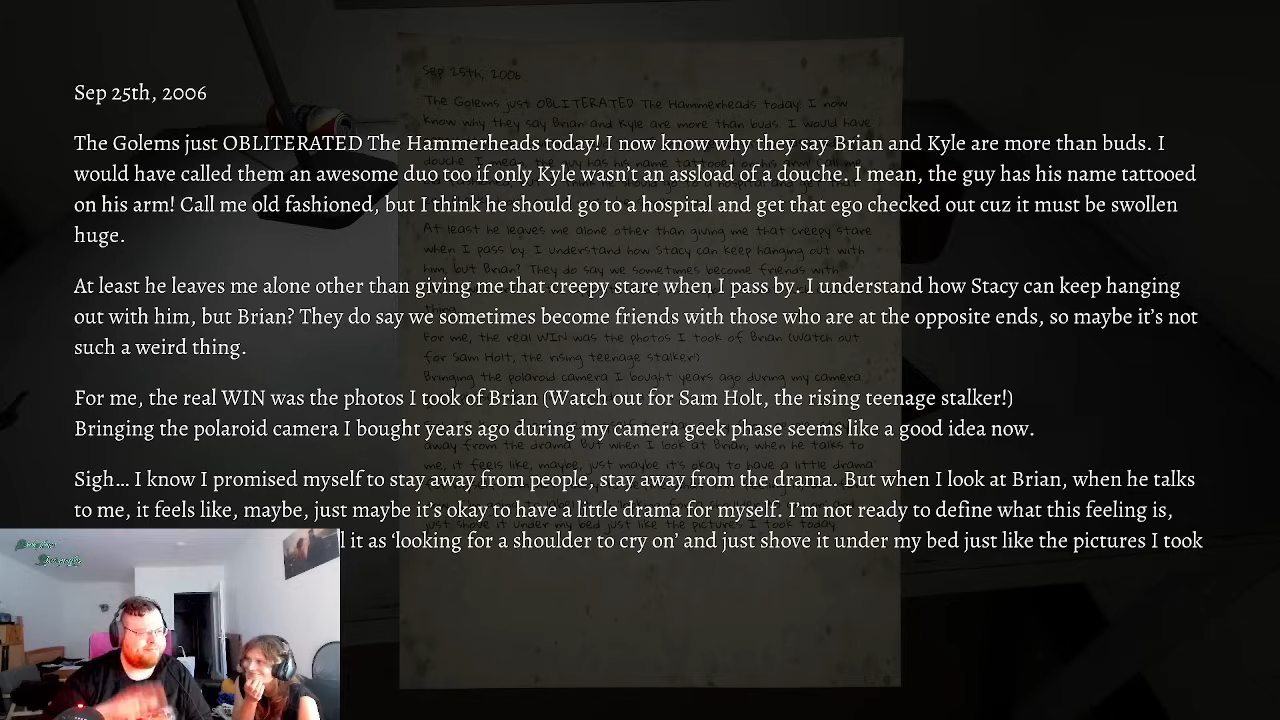 Sep 25th, 2006
The Golems just OBLITERATED The Hammerheads today! I now know why they say Brian and Kyle are more than buds. I
would have called them an awesome duo too if only Kyle wasn't an assload of a douche. I mean, the guy has his name tattooed
on his arm! Call me old fashioned, but I think he should go to a hospital and get that ego checked out cuz it must be swollen
huge.
At least he leaves me alone other than giving me that creepy stare when I pass by. I understand how Stacy can keep hanging
out with him, but Brian? They do say we sometimes become friends with those who are at the opposite ends, so maybe it's not
such a weird thing.
For me, the real WIN was the photos I took of Brian (Watch out for Sam Holt, the rising teenage stalker!)
Bringing the polaroid camera I bought years ago during my camera geek phase seems like a good idea now.
Sigh... I know I promised myself to stay away from people, stay away from the drama. But when I look at Brian, when he talks
to me, it feels like, maybe, just maybe it's okay to have a little drama for myself. I'm not ready to define what this feeling is,
it as 'looking for a shoulder to cry on' and just shove it under my bed just like the pictures I took